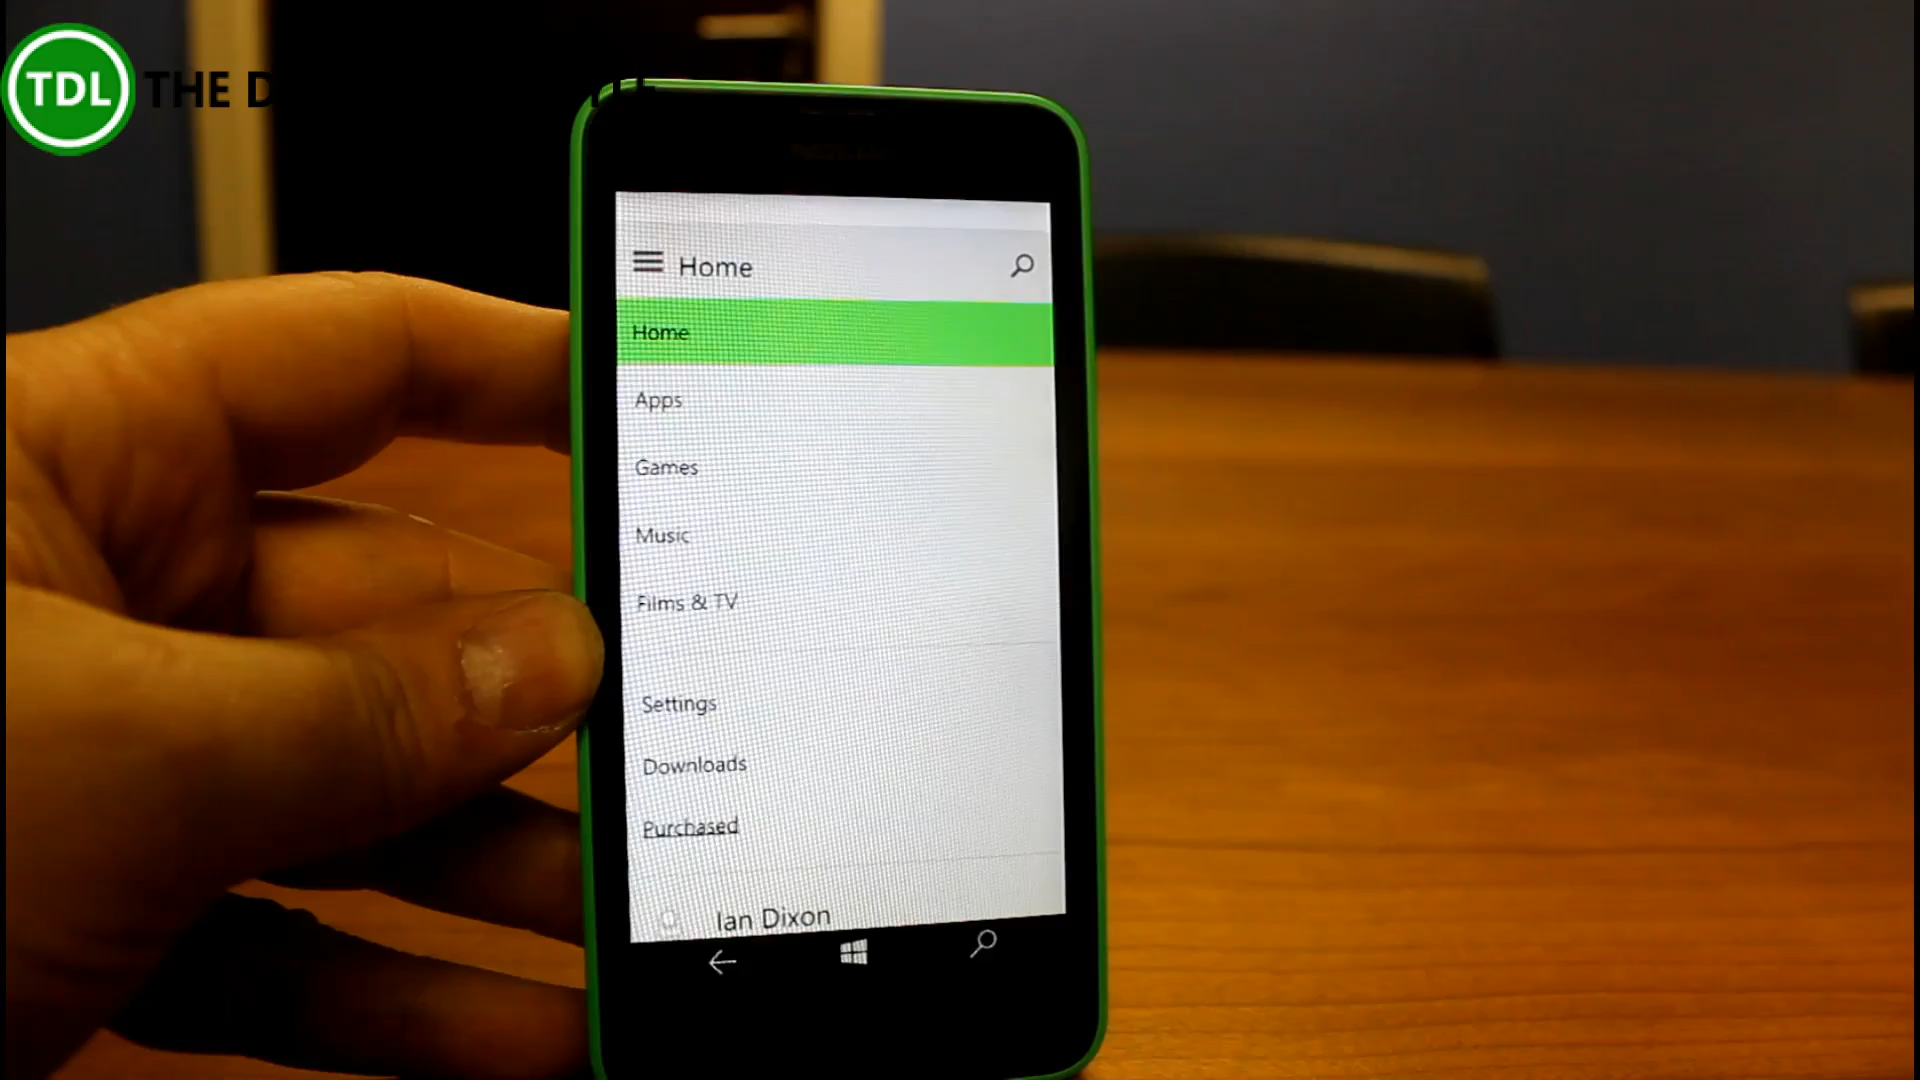 TDL
THE D
Home
Home
Apps
Games
Music
Films & TV
Settings
Downloads
Purchased
Ian Dixon